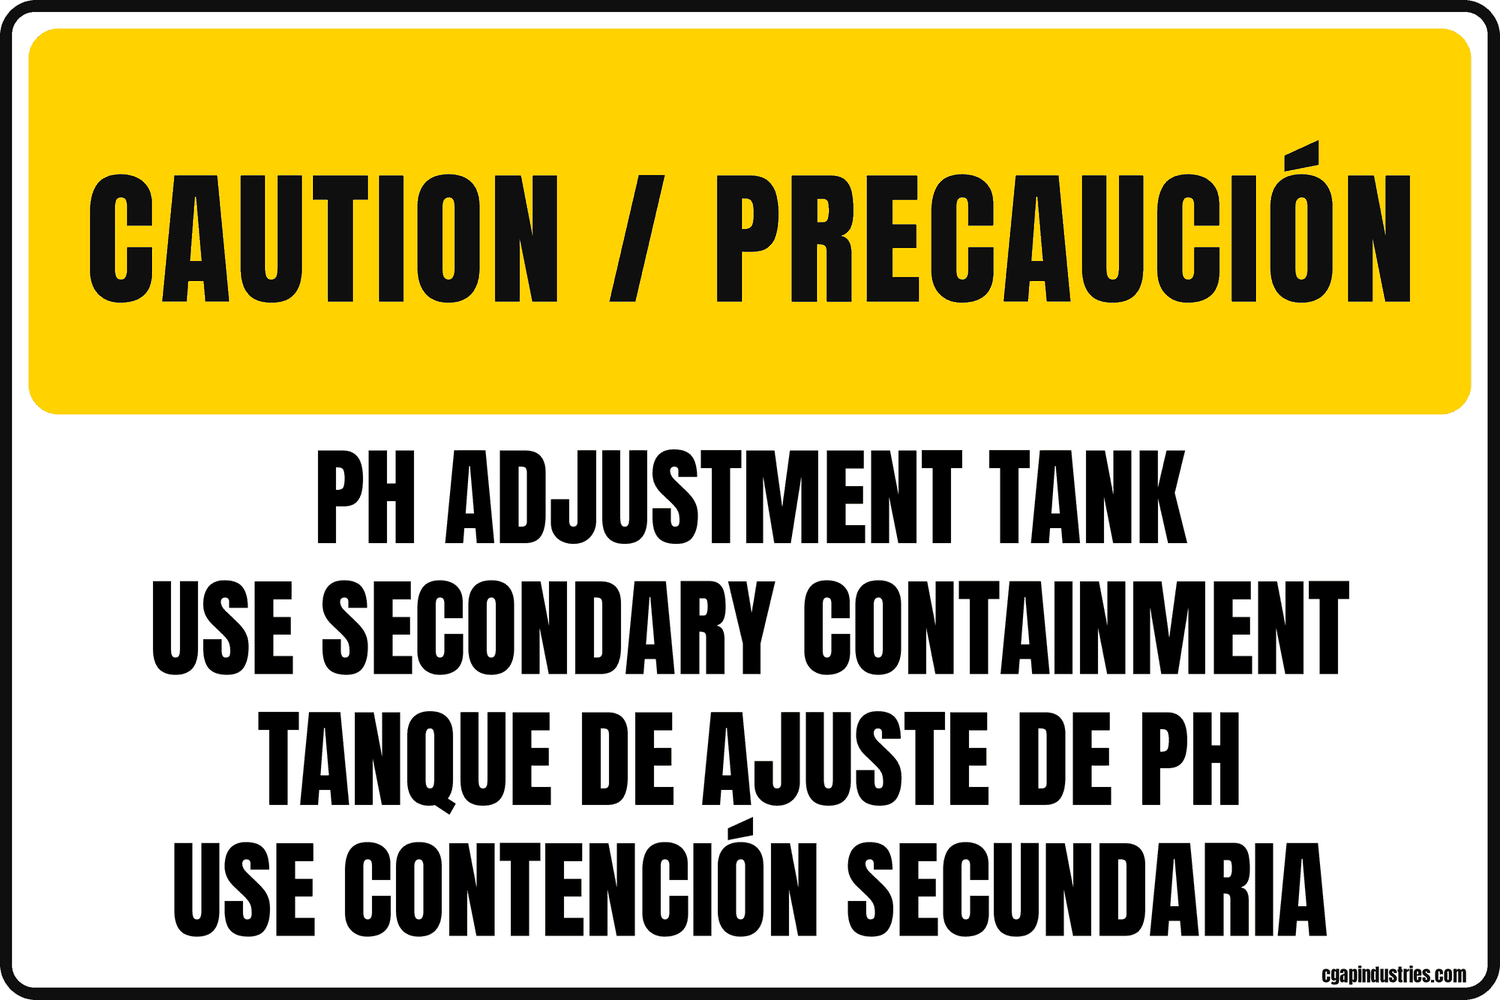 CAUTION / PRECAUCIÓN
PH ADJUSTMENT TANK
USE SECONDARY CONTAINMENT
TANQUE DE AJUSTE DE PH
USE CONTENCIÓN SECUNDARIA
cgapindustries.com